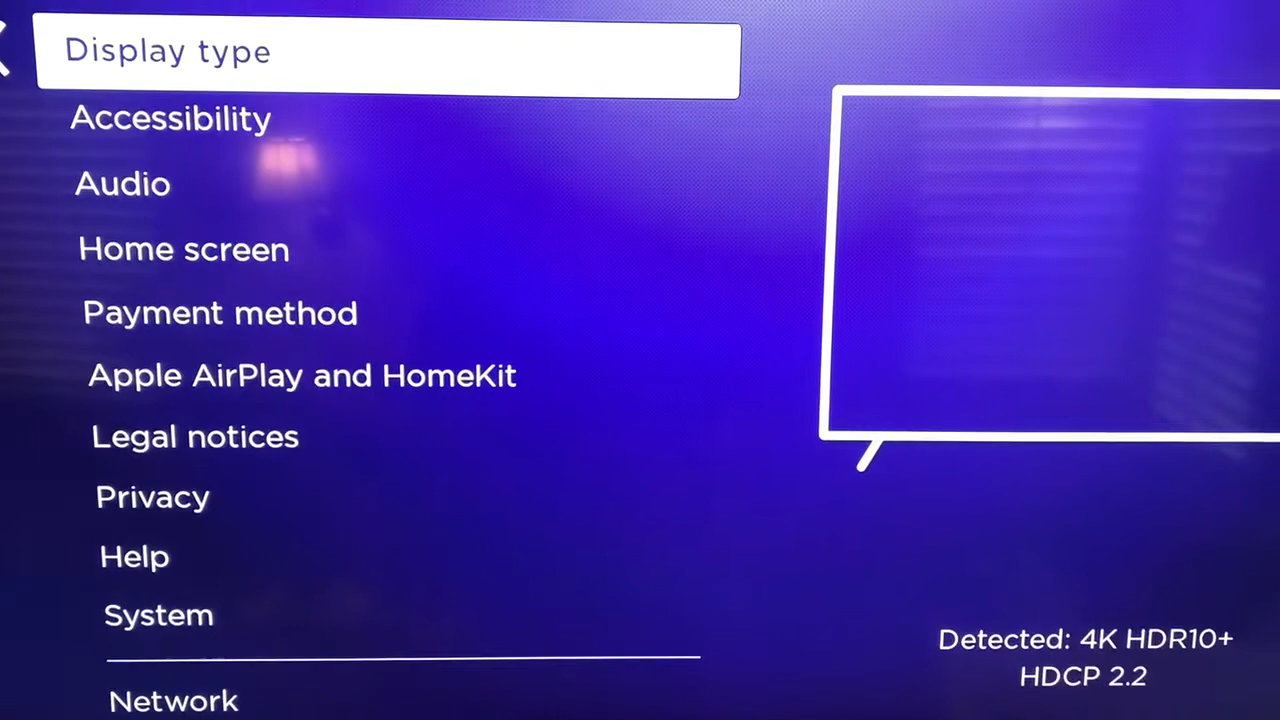 Display type
Accessibility
Audio
Home screen
Payment method
Apple AirPlay and HomeKit
Legal notices
Privacy
Help
System
Network
Detected: 4K HDR10+
HDCP 2.2